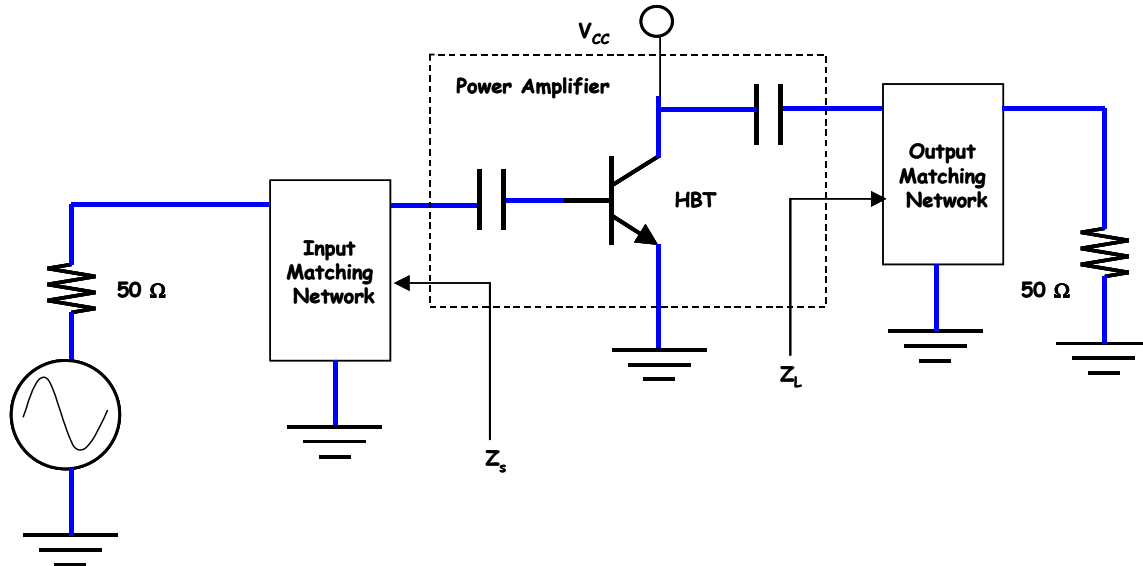 V_CC
Power Amplifier
Output
Matching
Network
HBT
Input
Matching
Network
50 Ω
50 Ω
Z_L
Z_s